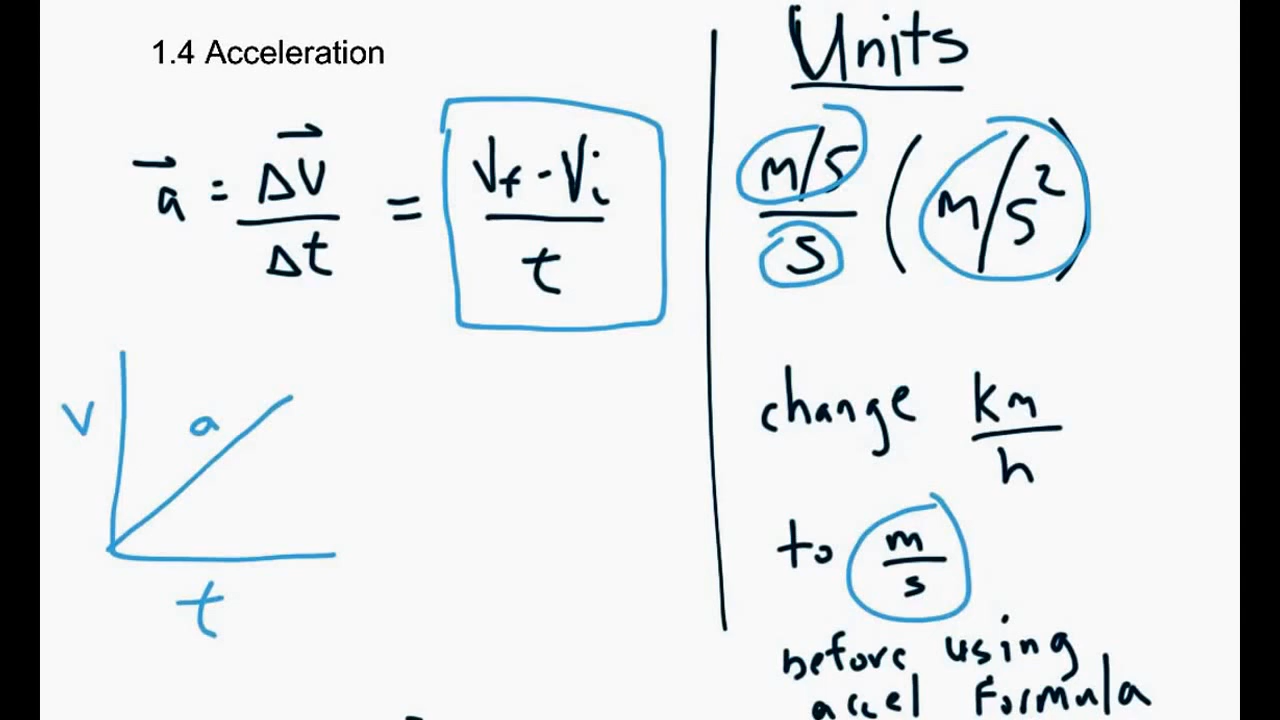 1.4 Acceleration
a⃗ = ΔV⃗ / Δt = Vf - Vi / t
V
a
t
Units
m/s / s (m/s²)
change km / h
to m / s
before using
accel formula